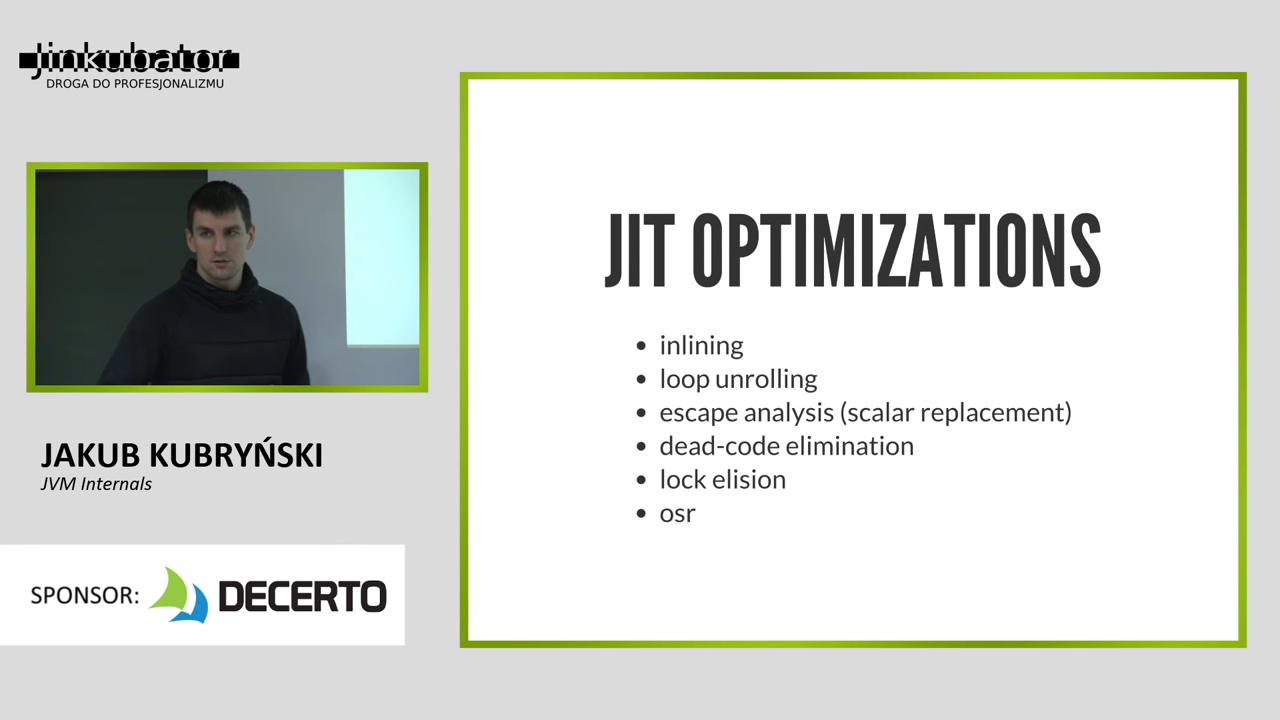 Jinkubator
DROGA DO PROFESJONALIZMU
JAKUB KUBRYŃSKI
JVM Internals
SPONSOR: DECERTO
JIT OPTIMIZATIONS
• inlining
• loop unrolling
• escape analysis (scalar replacement)
• dead-code elimination
• lock elision
• osr